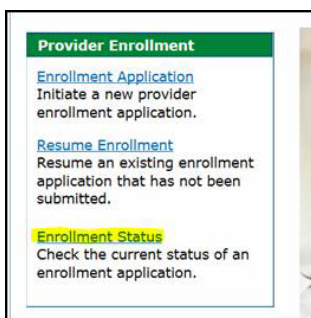 Provider Enrollment
Enrollment Application
Initiate a new provider
enrollment application.
Resume Enrollment
Resume an existing enrollment
application that has not been
submitted.
Enrollment Status
Check the current status of an
enrollment application.